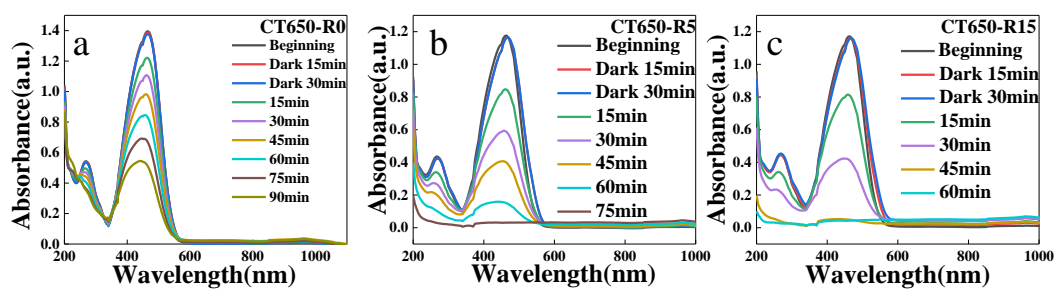 a
CT650-R0
Beginning
Dark 15min
Dark 30min
15min
30min
45min
60min
75min
90min
Absorbance(a.u.)
1.4
1.2
1.0
0.8
0.6
0.4
0.2
0.0
200 400 600 800 1000
Wavelength(nm)
b
CT650-R5
Beginning
Dark 15min
Dark 30min
15min
30min
45min
60min
75min
Absorbance(a.u.)
1.2
1.0
0.8
0.6
0.4
0.2
0.0
200 400 600 800 1000
Wavelength(nm)
c
CT650-R15
Beginning
Dark 15min
Dark 30min
15min
30min
45min
60min
Absorbance(a.u.)
1.2
1.0
0.8
0.6
0.4
0.2
0.0
200 400 600 800 1000
Wavelength(nm)